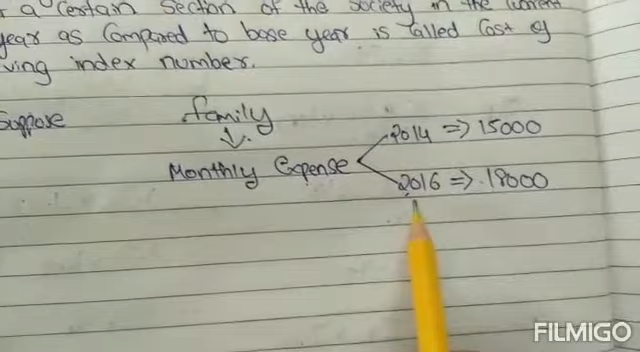 a Certain Section of the Society in the Current
year as Compared to base year is Called Cost of
ving index number.
Suppose family
Monthly Expense
2014 => 15000
2016 => 18000
FILMIGO